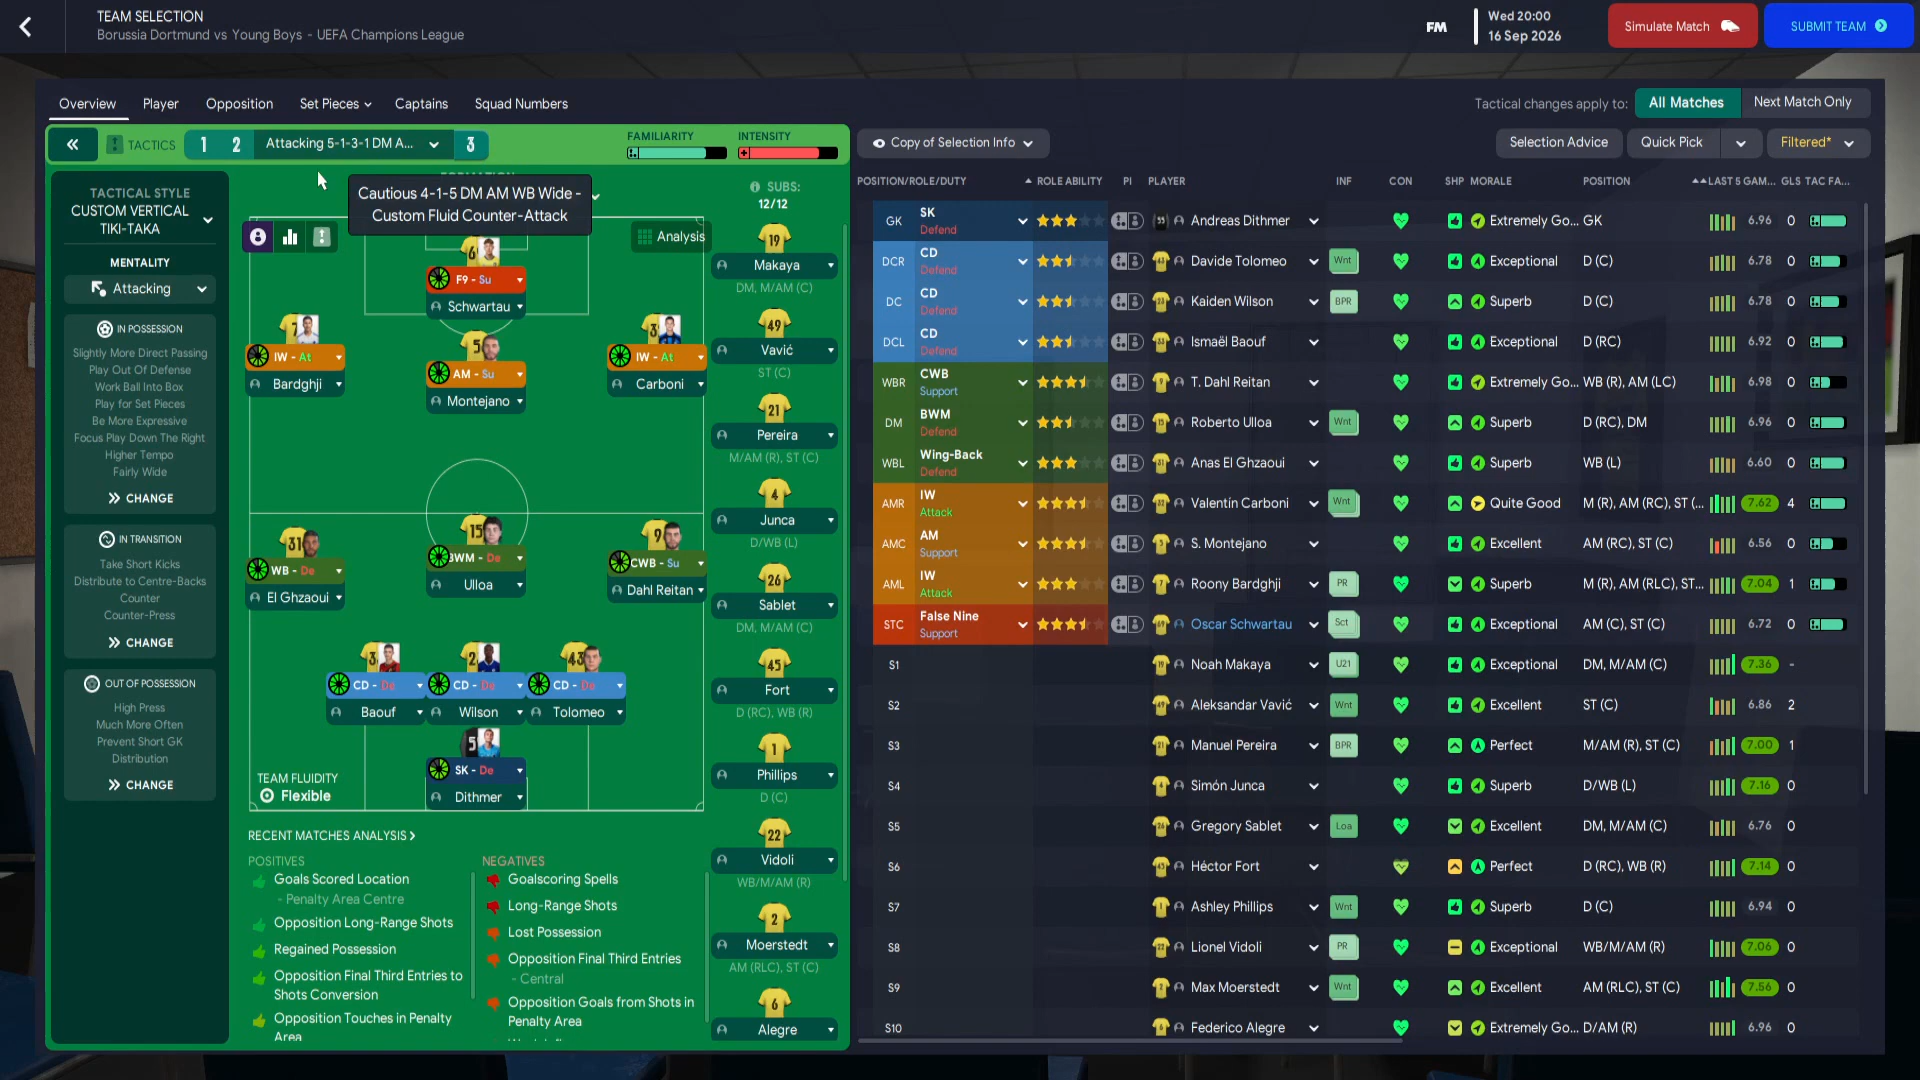 TEAM SELECTION
Borussia Dortmund vs Young Boys - UEFA Champions League
FM
Wed 20:00
16 Sep 2026
Simulate Match
SUBMIT TEAM
Overview
Player
Opposition
Set Pieces
Captains
Squad Numbers
Tactical changes apply to:
All Matches
Next Match Only
TACTICS
1
2
Attacking 5-1-3-1 DM A...
3
FAMILIARITY
INTENSITY
Copy of Selection Info
Selection Advice
Quick Pick
Filtered*
TACTICAL STYLE
CUSTOM VERTICAL
TIKI-TAKA
MENTALITY
Attacking
IN POSSESSION
Slightly More Direct Passing
Play Out Of Defense
Work Ball Into Box
Play for Set Pieces
Be More Expressive
Focus Play Down The Right
Higher Tempo
Fairly Wide
CHANGE
IN TRANSITION
Take Short Kicks
Distribute to Centre-Backs
Counter
Counter-Press
CHANGE
OUT OF POSSESSION
High Press
Much More Often
Prevent Short GK
Distribution
CHANGE
Cautious 4-1-5 DM AM WB Wide -
Custom Fluid Counter-Attack
Analysis
F9 - Su
Schwartau
7
IW - At
Bardghji
5
AM - Su
Montejano
3
IW - At
Carboni
31
WB - De
El Ghzaoui
15
BWM - De
Ulloa
9
CWB - Su
Dahl Reitan
3
CD - De
Baouf
2
CD - De
Wilson
43
CD - De
Tolomeo
5
SK - De
Dithmer
TEAM FLUIDITY
Flexible
SUBS:
12/12
19
Makaya
DM, M/AM (C)
49
Vavić
ST (C)
21
Pereira
M/AM (R), ST (C)
4
Junca
D/WB (L)
26
Sablet
DM, M/AM (C)
45
Fort
D (RC), WB (R)
1
Phillips
D (C)
22
Vidoli
WB/M/AM (R)
2
Moerstedt
AM (RLC), ST (C)
6
Alegre
RECENT MATCHES ANALYSIS
POSITIVES
Goals Scored Location
- Penalty Area Centre
Opposition Long-Range Shots
Regained Possession
Opposition Final Third Entries to
Shots Conversion
Opposition Touches in Penalty
Area
NEGATIVES
Goalscoring Spells
Long-Range Shots
Lost Possession
Opposition Final Third Entries
- Central
Opposition Goals from Shots in
Penalty Area
POSITION/ROLE/DUTY ROLE ABILITY PI PLAYER INF CON SHP MORALE POSITION LAST 5 GAM... GLS TAC FA...
GK SK Defend Andreas Dithmer Extremely Go... GK 6.96 0
DCR CD Defend Davide Tolomeo Wnt Exceptional D (C) 6.78 0
DC CD Defend Kaiden Wilson BPR Superb D (C) 6.78 0
DCL CD Defend Ismaël Baouf Exceptional D (RC) 6.92 0
WBR CWB Support T. Dahl Reitan Extremely Go... WB (R), AM (LC) 6.98 0
DM BWM Defend Roberto Ulloa Wnt Superb D (RC), DM 6.96 0
WBL Wing-Back Defend Anas El Ghzaoui Superb WB (L) 6.60 0
AMR IW Attack Valentín Carboni Wnt Quite Good M (R), AM (RC), ST (... 7.62 4
AMC AM Support S. Montejano Excellent AM (RC), ST (C) 6.56 0
AML IW Attack Roony Bardghji PR Superb M (R), AM (RLC), ST... 7.04 1
STC False Nine Support Oscar Schwartau Sct Exceptional AM (C), ST (C) 6.72 0
S1 Noah Makaya U21 Exceptional DM, M/AM (C) 7.36 -
S2 Aleksandar Vavić Wnt Excellent ST (C) 6.86 2
S3 Manuel Pereira BPR Perfect M/AM (R), ST (C) 7.00 1
S4 Simón Junca Superb D/WB (L) 7.16 0
S5 Gregory Sablet Loa Excellent DM, M/AM (C) 6.76 0
S6 Héctor Fort Perfect D (RC), WB (R) 7.14 0
S7 Ashley Phillips Wnt Superb D (C) 6.94 0
S8 Lionel Vidoli PR Exceptional WB/M/AM (R) 7.06 0
S9 Max Moerstedt Wnt Excellent AM (RLC), ST (C) 7.56 0
S10 Federico Alegre Extremely Go... D/AM (R) 6.96 0